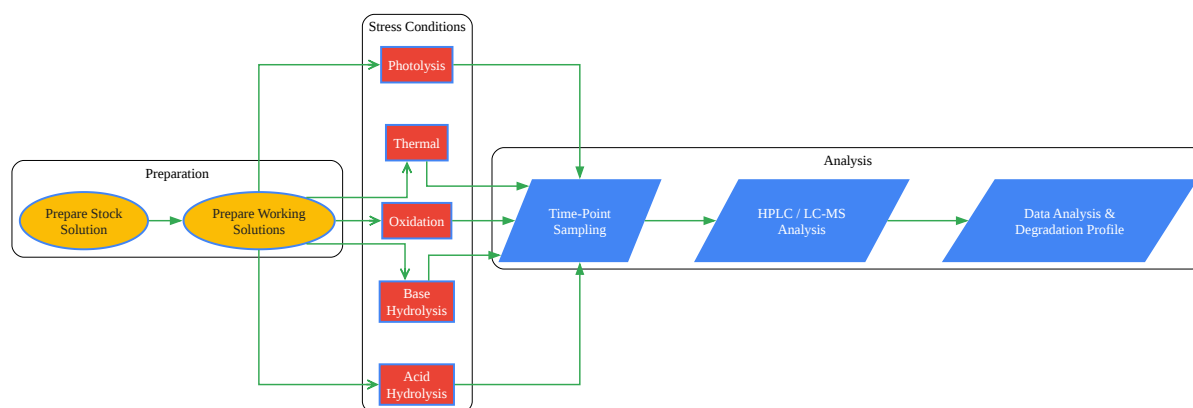 Stress Conditions
Photolysis
Thermal
Preparation
Analysis
Prepare Stock
Solution
Prepare Working
Solutions
Oxidation
Time-Point
Sampling
HPLC / LC-MS
Analysis
Data Analysis &
Degradation Profile
Base
Hydrolysis
Acid
Hydrolysis